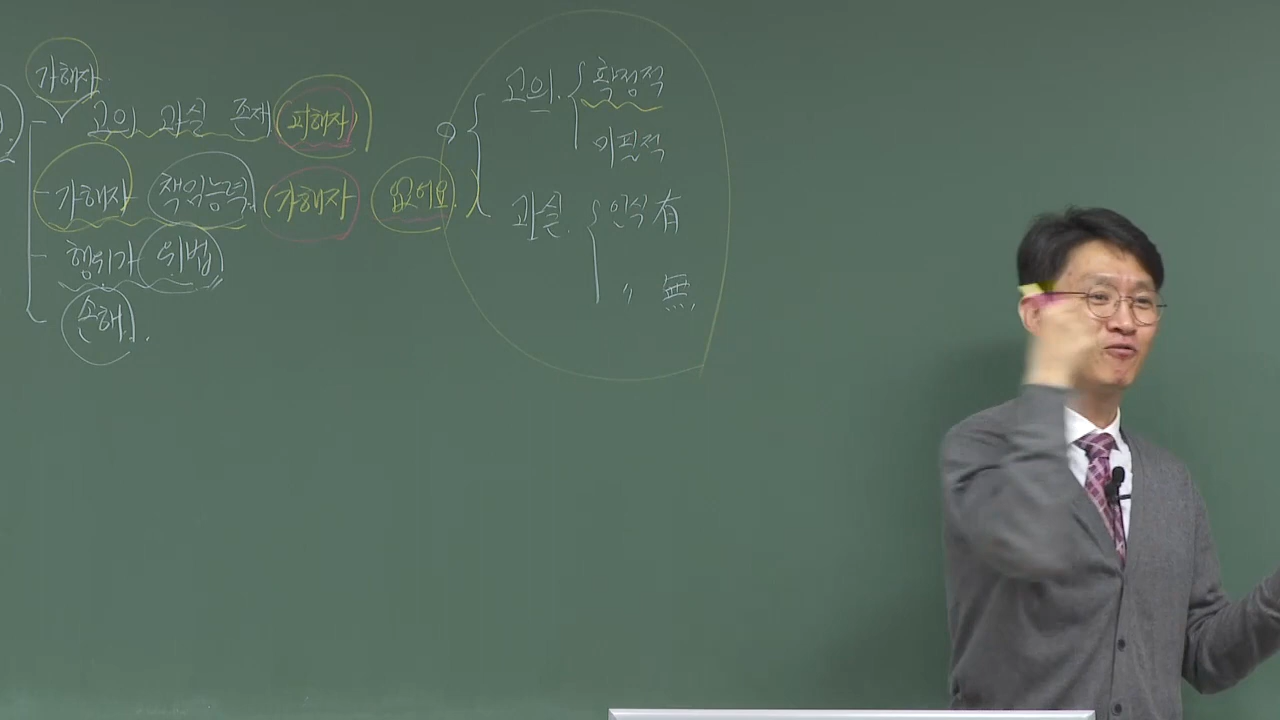 가해자
고의 과실 존재 피해자
가해자 책임능력 (가해자 없어요.)
행위가 위법
손해.
고의. 확정적
미필적
과실. 인식 有
〃 無.